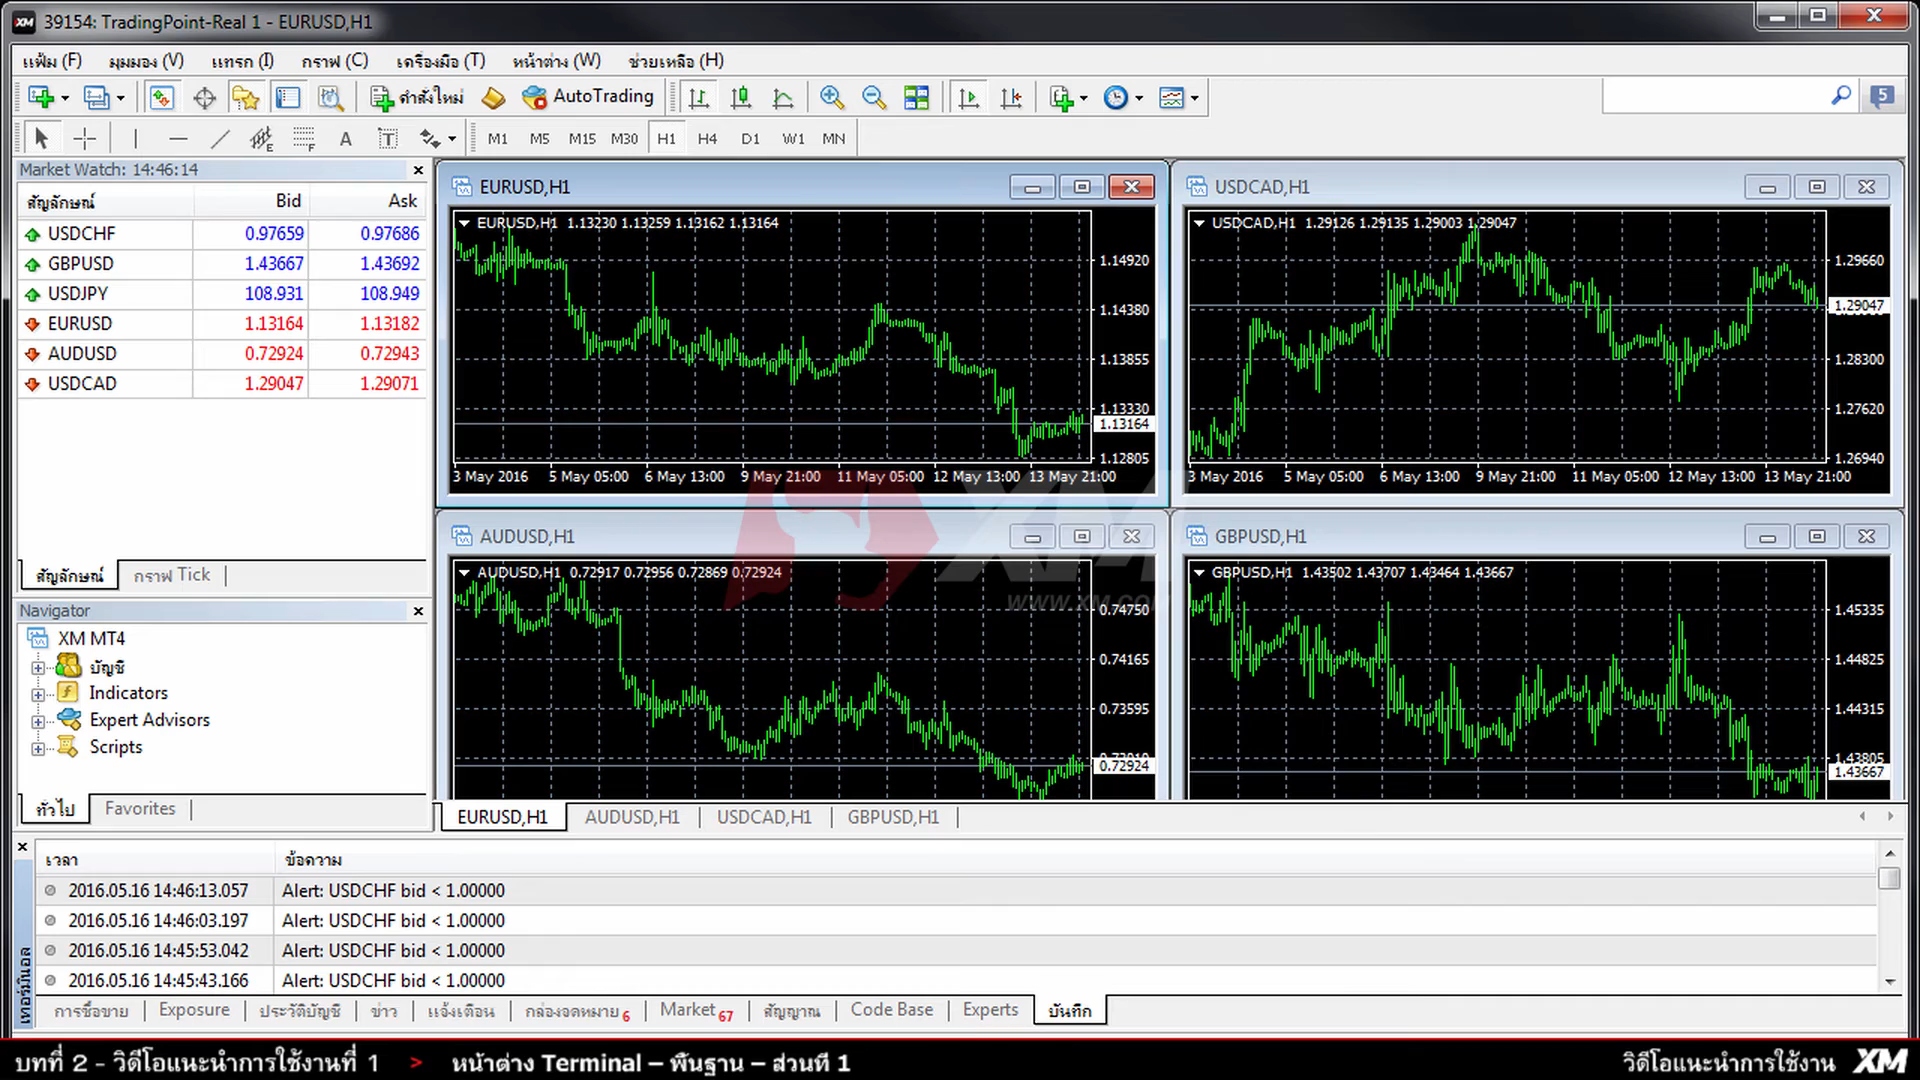 XM 39154: TradingPoint-Real 1 - EURUSD,H1
แฟ้ม (F) มุมมอง (V) แทรก (I) กราฟ (C) เครื่องมือ (T) หน้าต่าง (W) ช่วยเหลือ (H)
คำสั่งใหม่ AutoTrading 5
E F A T M1 M5 M15 M30 H1 H4 D1 W1 MN
Market Watch: 14:46:14
สัญลักษณ์ Bid Ask
USDCHF 0.97659 0.97686
GBPUSD 1.43667 1.43692
USDJPY 108.931 108.949
EURUSD 1.13164 1.13182
AUDUSD 0.72924 0.72943
USDCAD 1.29047 1.29071
สัญลักษณ์ กราฟ Tick
Navigator
XM MT4
บัญชี
Indicators
Expert Advisors
Scripts
ทั่วไป Favorites
EURUSD,H1
EURUSD,H1 1.13230 1.13259 1.13162 1.13164
1.14920
1.14380
1.13855
1.13330
1.13164
1.12805
3 May 2016 5 May 05:00 6 May 13:00 9 May 21:00 11 May 05:00 12 May 13:00 13 May 21:00
USDCAD,H1
USDCAD,H1 1.29126 1.29135 1.29003 1.29047
1.29660
1.29047
1.28300
1.27620
1.26940
3 May 2016 5 May 05:00 6 May 13:00 9 May 21:00 11 May 05:00 12 May 13:00 13 May 21:00
AUDUSD,H1
AUDUSD,H1 0.72917 0.72956 0.72869 0.72924
0.74750
0.74165
0.73595
0.72924
GBPUSD,H1
GBPUSD,H1 1.43502 1.43707 1.43464 1.43667
1.45335
1.44825
1.44315
1.43805
1.43667
XM
WWW.XM.COM
EURUSD,H1 AUDUSD,H1 USDCAD,H1 GBPUSD,H1
เวลา ข้อความ
2016.05.16 14:46:13.057 Alert: USDCHF bid < 1.00000
2016.05.16 14:46:03.197 Alert: USDCHF bid < 1.00000
2016.05.16 14:45:53.042 Alert: USDCHF bid < 1.00000
2016.05.16 14:45:43.166 Alert: USDCHF bid < 1.00000
เทอร์มินอล
การซื้อขาย Exposure ประวัติบัญชี ข่าว แจ้งเตือน กล่องจดหมาย 6 Market 67 สัญญาณ Code Base Experts บันทึก
บทที่ 2 - วิดีโอแนะนำการใช้งานที่ 1 > หน้าต่าง Terminal – พื้นฐาน – ส่วนที่ 1 วิดีโอแนะนำการใช้งาน XM